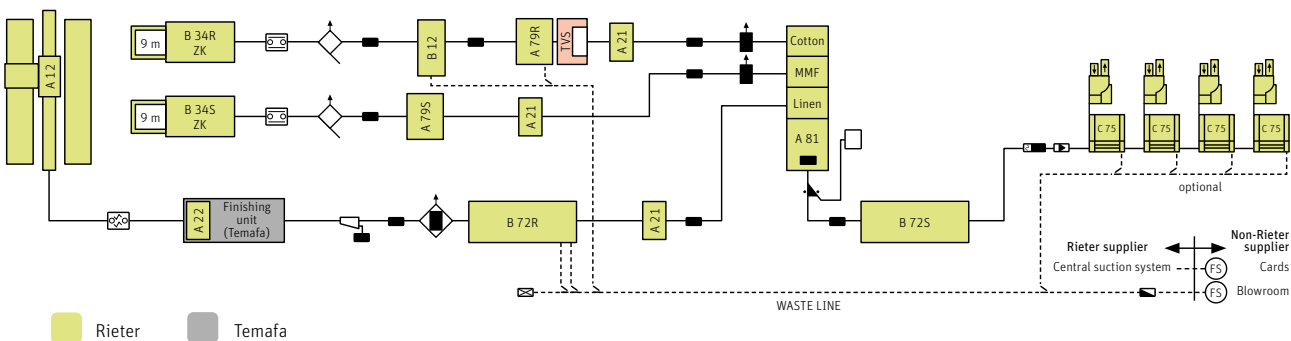 A 12
9 m
B 34R
ZK
B 12
A 79R
TVS
A 21
Cotton
MMF
Linen
A 81
9 m
B 34S
ZK
A 79S
A 21
C 75
C 75
C 75
C 75
optional
A 22
Finishing
unit
(Temafa)
B 72R
A 21
B 72S
Rieter supplier
Non-Rieter
supplier
Central suction system
FS
Cards
FS
Blowroom
WASTE LINE
Rieter
Temafa